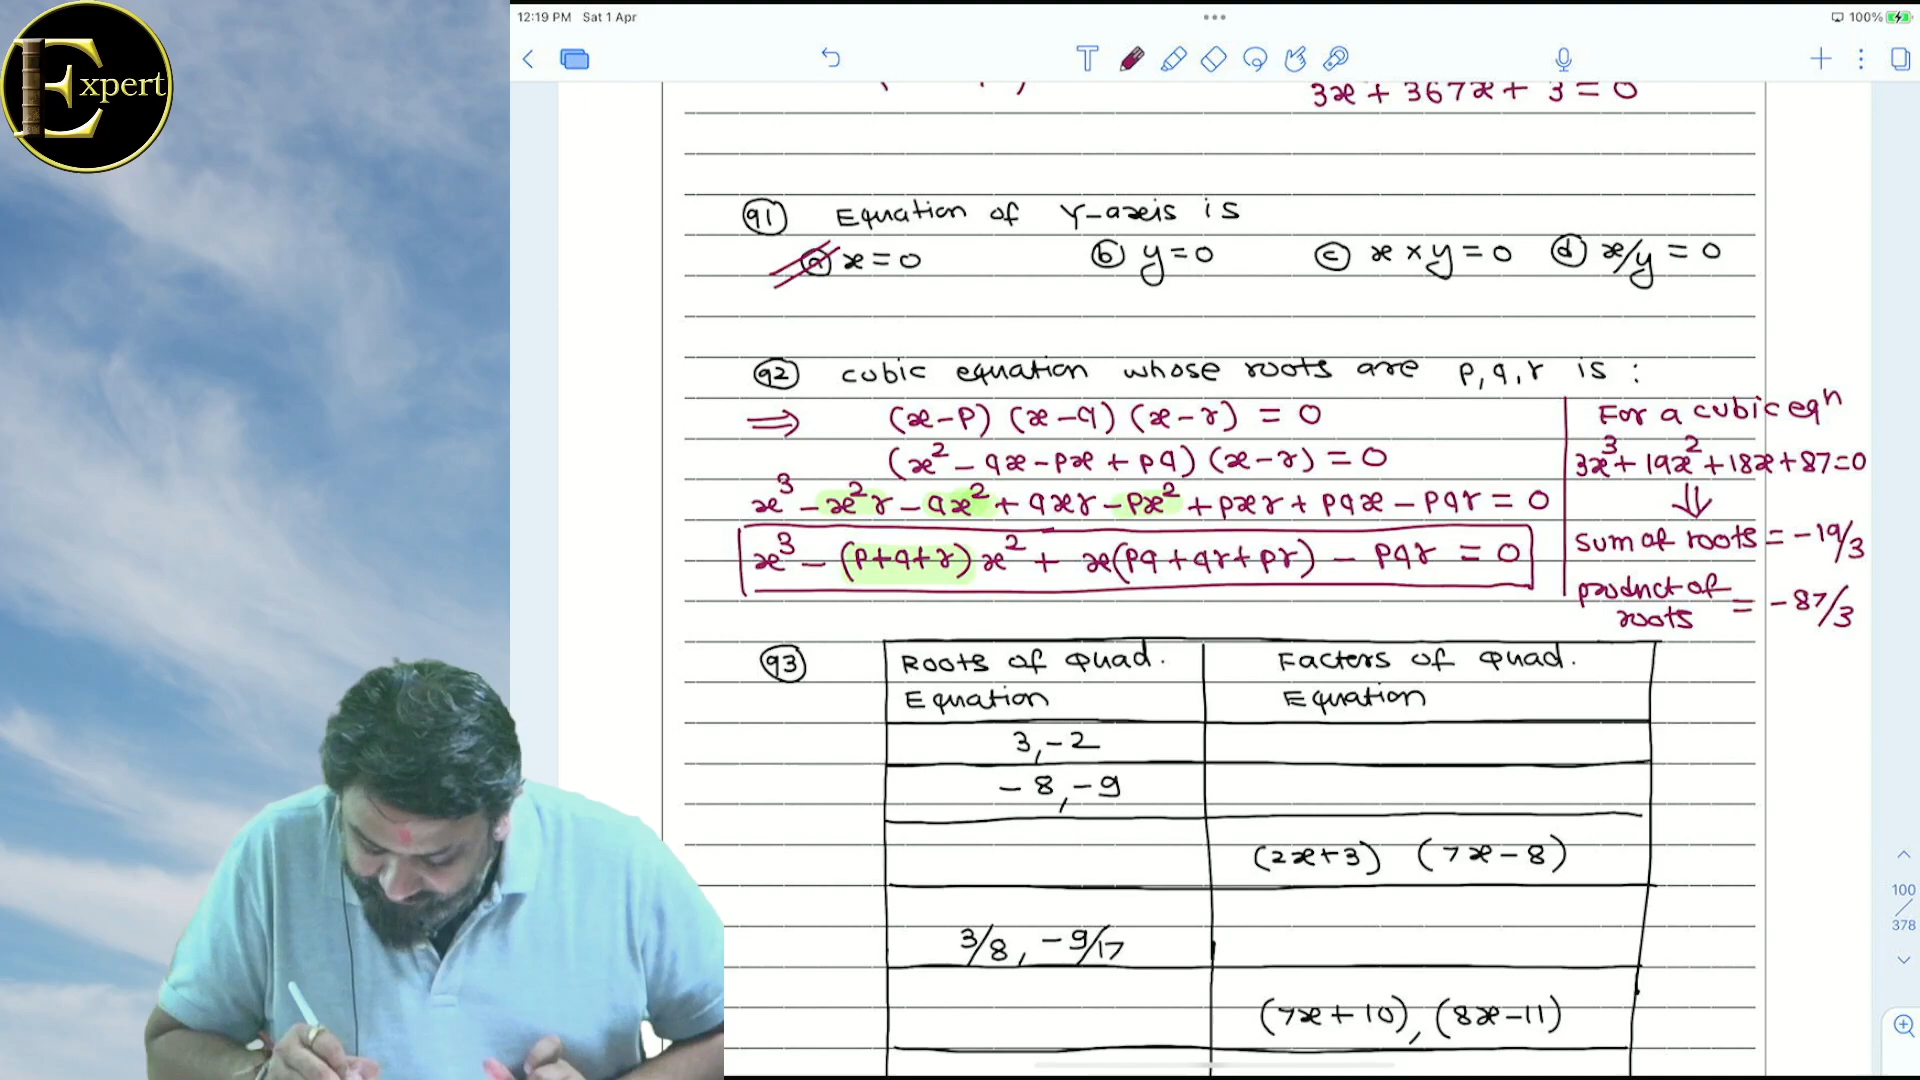 Expert
12:19 PM Sat 1 Apr
100%
3x + 367x + 3 = 0
91 Equation of Y-axis is
a x = 0 b y = 0 c x × y = 0 d x/y = 0
92 cubic equation whose roots are p, q, r is :
⇒ (x-p) (x-q) (x-r) = 0
(x² - qx - px + pq) (x-r) = 0
x³ - x²r - qx² + qxr - px² + pxr + pqx - pqr = 0
x³ - (p+q+r) x² + x(pq + qr + pr) - pqr = 0
For a cubic eqn
3x³ + 19x² + 18x + 87 = 0
⇓
sum of roots = -19/3
product of roots = -87/3
93 Roots of Quad. Equation
Factors of Quad. Equation
3, -2
-8, -9
(2x+3) (7x-8)
3/8, -9/17
(7x+10), (8x-11)
100
/
378